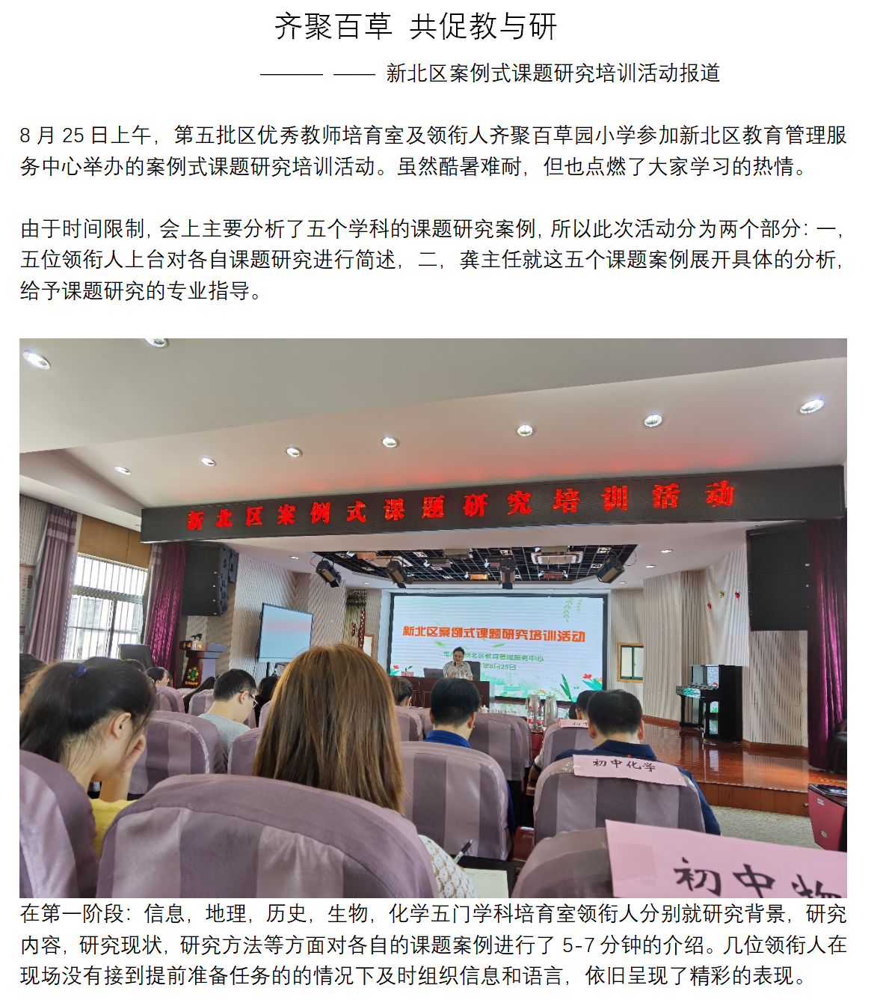 齐聚百草 共促教与研
——— —— 新北区案例式课题研究培训活动报道
8月25日上午，第五批区优秀教师培育室及领衔人齐聚百草园小学参加新北区教育管理服
务中心举办的案例式课题研究培训活动。虽然酷暑难耐，但也点燃了大家学习的热情。
由于时间限制，会上主要分析了五个学科的课题研究案例，所以此次活动分为两个部分：一，
五位领衔人上台对各自课题研究进行简述，二，龚主任就这五个课题案例展开具体的分析，
给予课题研究的专业指导。
新北区案例式课题研究培训活动
新北区案例式课题研究培训活动
新北区教育管理服务中心
年8月25日
初中化学
初中物
在第一阶段：信息，地理，历史，生物，化学五门学科培育室领衔人分别就研究背景，研究
内容，研究现状，研究方法等方面对各自的课题案例进行了5-7分钟的介绍。几位领衔人在
现场没有接到提前准备任务的的情况下及时组织信息和语言，依旧呈现了精彩的表现。